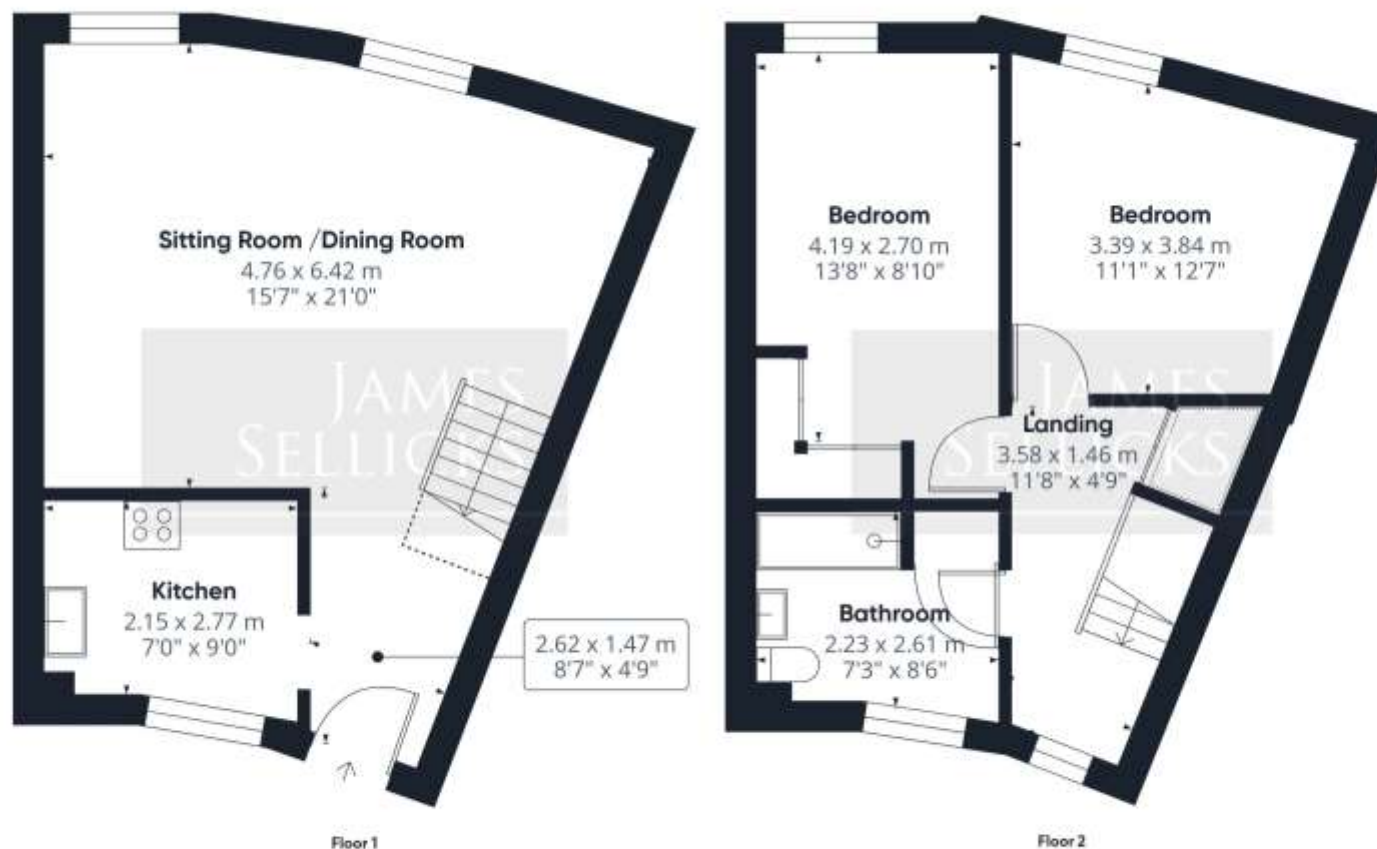 Sitting Room /Dining Room
4.76 x 6.42 m
15'7" x 21'0"
JAMES
SELLICKS
Kitchen
2.15 x 2.77 m
7'0" x 9'0"
2.62 x 1.47 m
8'7" x 4'9"
Floor 1
Bedroom
4.19 x 2.70 m
13'8" x 8'10"
Bedroom
3.39 x 3.84 m
11'1" x 12'7"
JAMES
SELLICKS
Landing
3.58 x 1.46 m
11'8" x 4'9"
Bathroom
2.23 x 2.61 m
7'3" x 8'6"
Floor 2